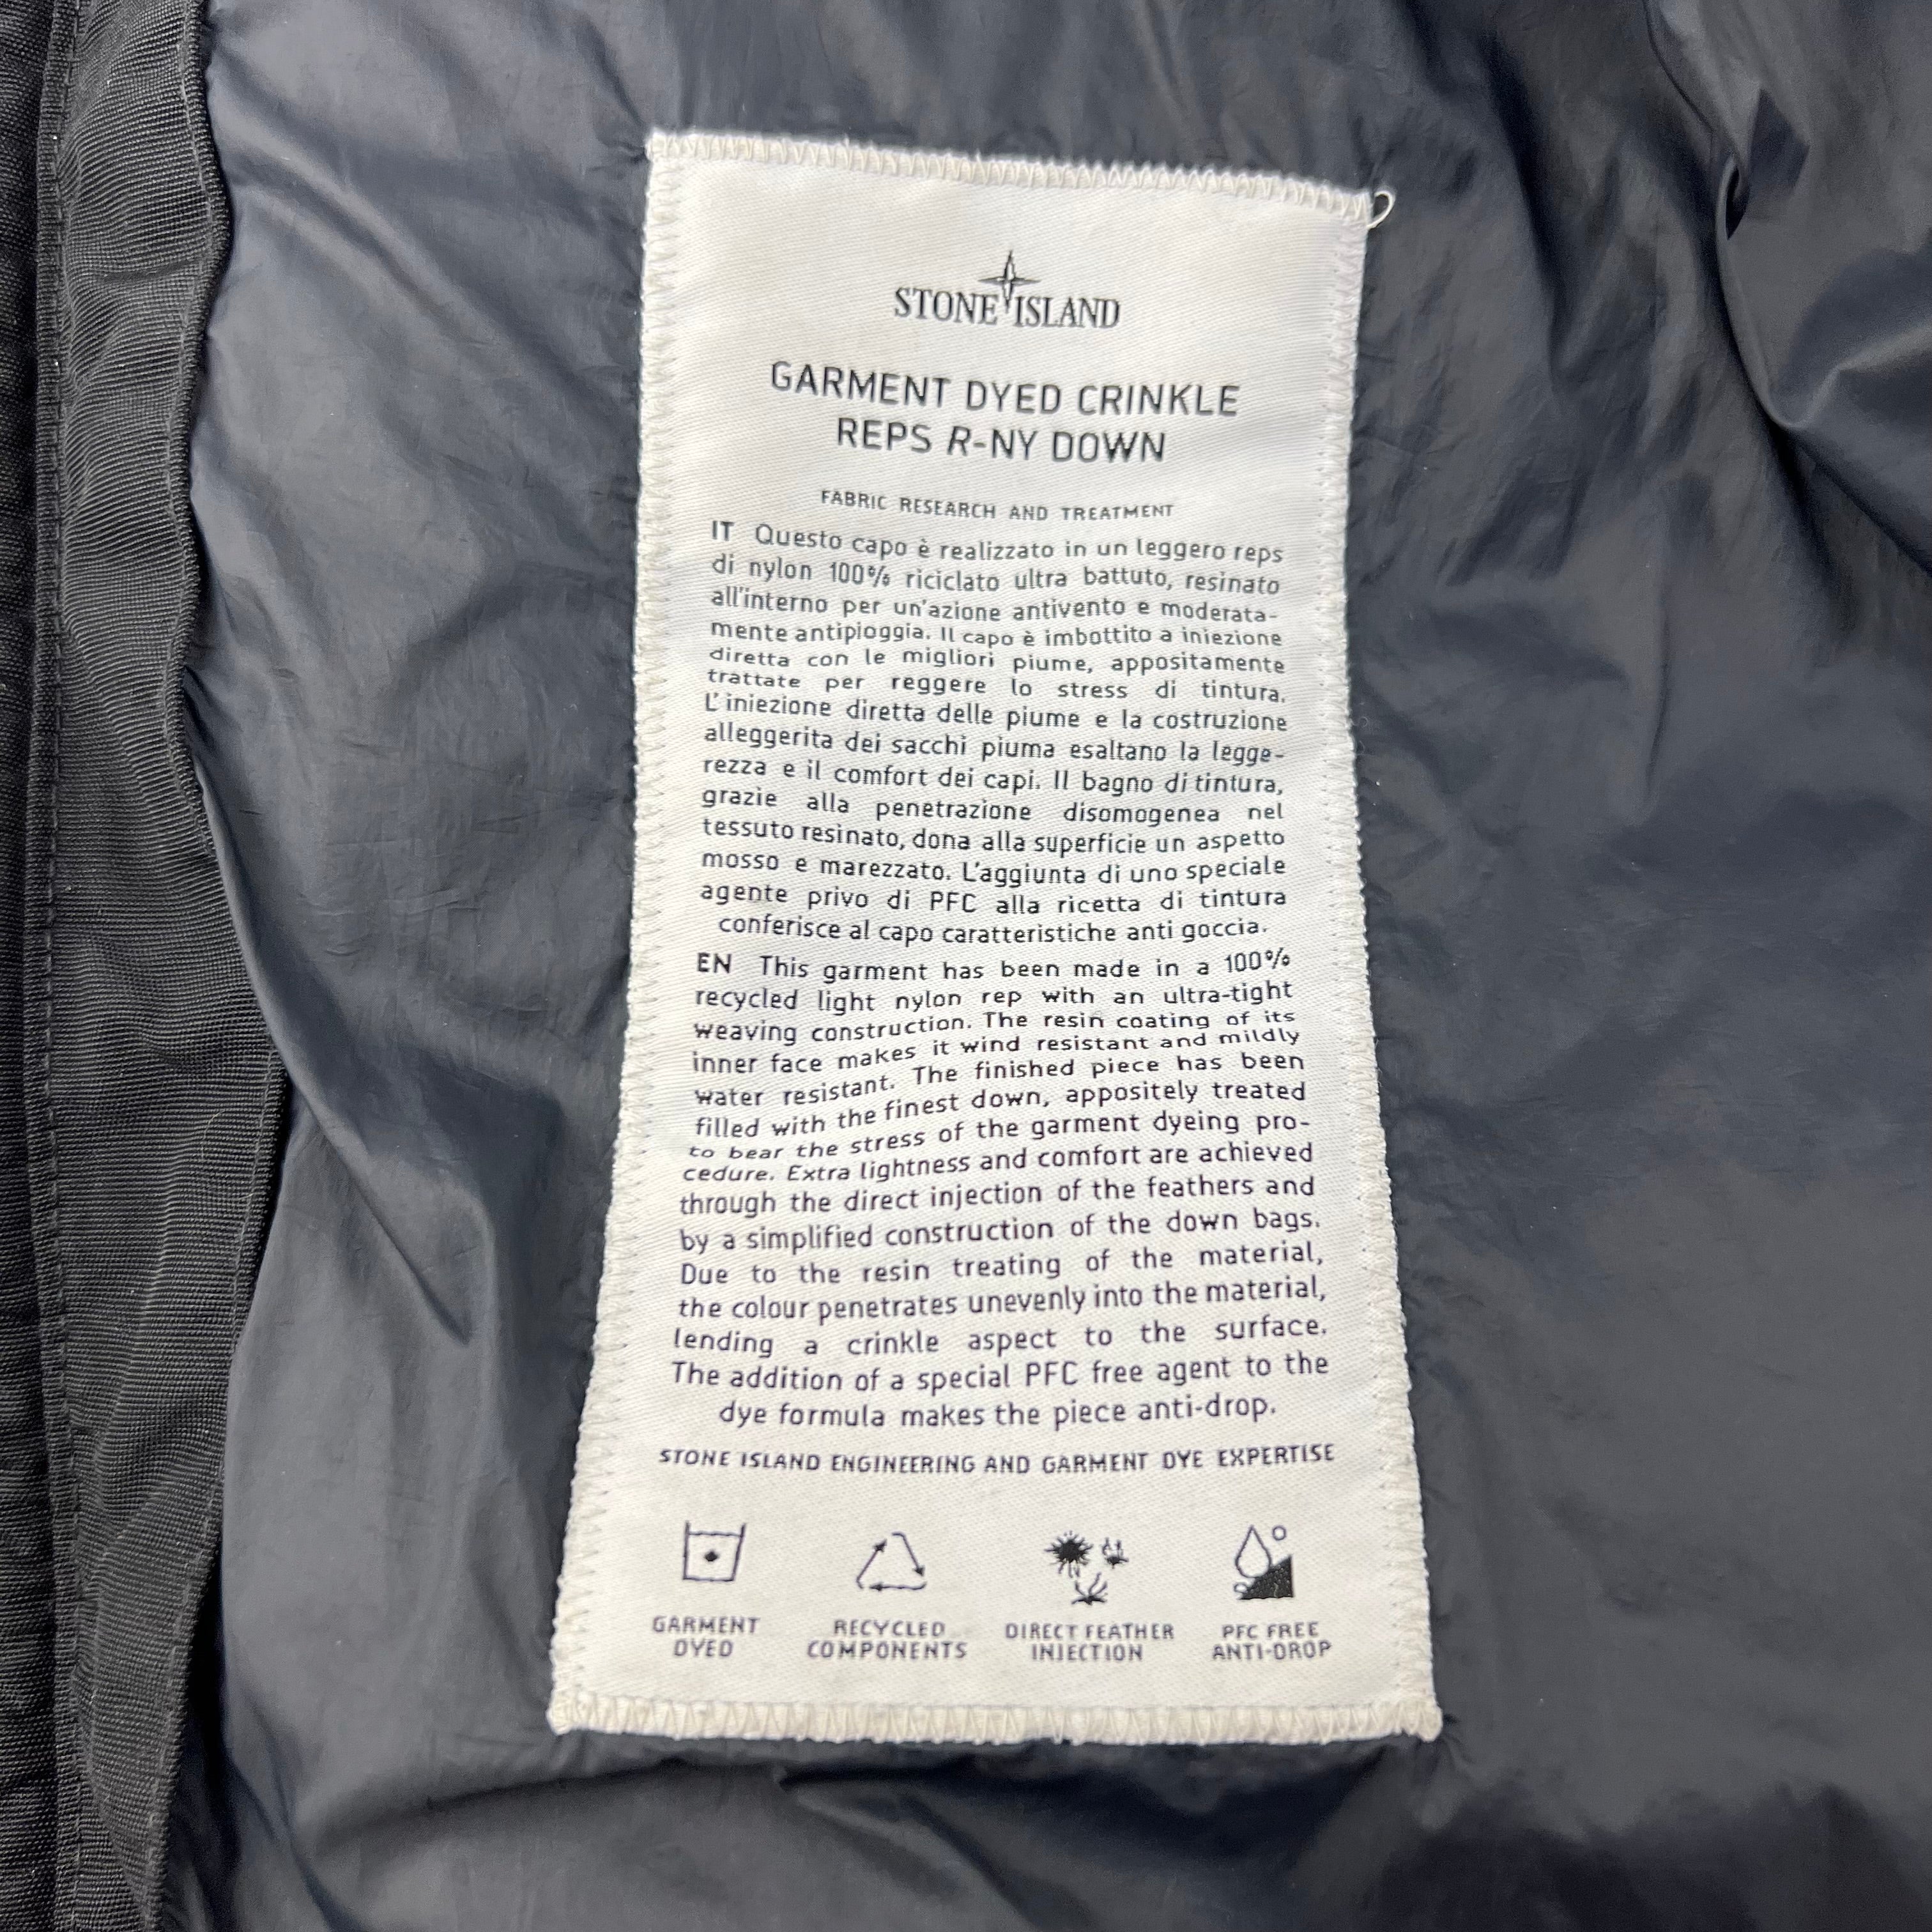 STONE ISLAND
GARMENT DYED CRINKLE
REPS R-NY DOWN
FABRIC RESEARCH AND TREATMENT
IT Questo capo è realizzato in un leggero reps
di nylon 100% riciclato ultra battuto, resinato
all'interno per un'azione antivento e moderata-
mente antipioggia. Il capo è imbottito a iniezione
diretta con le migliori piume, appositamente
trattate per reggere lo stress di tintura.
L'iniezione diretta delle piume e la costruzione
alleggerita dei sacchi piuma esaltano la legge-
rezza e il comfort dei capi. Il bagno di tintura,
grazie alla penetrazione disomogenea nel
tessuto resinato, dona alla superficie un aspetto
mosso e marezzato. L'aggiunta di uno speciale
agente privo di PFC alla ricetta di tintura
conferisce al capo caratteristiche anti goccia.
EN This garment has been made in a 100%
recycled light nylon rep with an ultra-tight
weaving construction. The resin coating of its
inner face makes it wind resistant and mildly
water resistant. The finished piece has been
filled with the finest down, appositely treated
to bear the stress of the garment dyeing pro-
cedure. Extra lightness and comfort are achieved
through the direct injection of the feathers and
by a simplified construction of the down bags.
Due to the resin treating of the material,
the colour penetrates unevenly into the material,
lending a crinkle aspect to the surface.
The addition of a special PFC free agent to the
dye formula makes the piece anti-drop.
STONE ISLAND ENGINEERING AND GARMENT DYE EXPERTISE
GARMENT DYED
RECYCLED COMPONENTS
DIRECT FEATHER INJECTION
PFC FREE ANTI-DROP